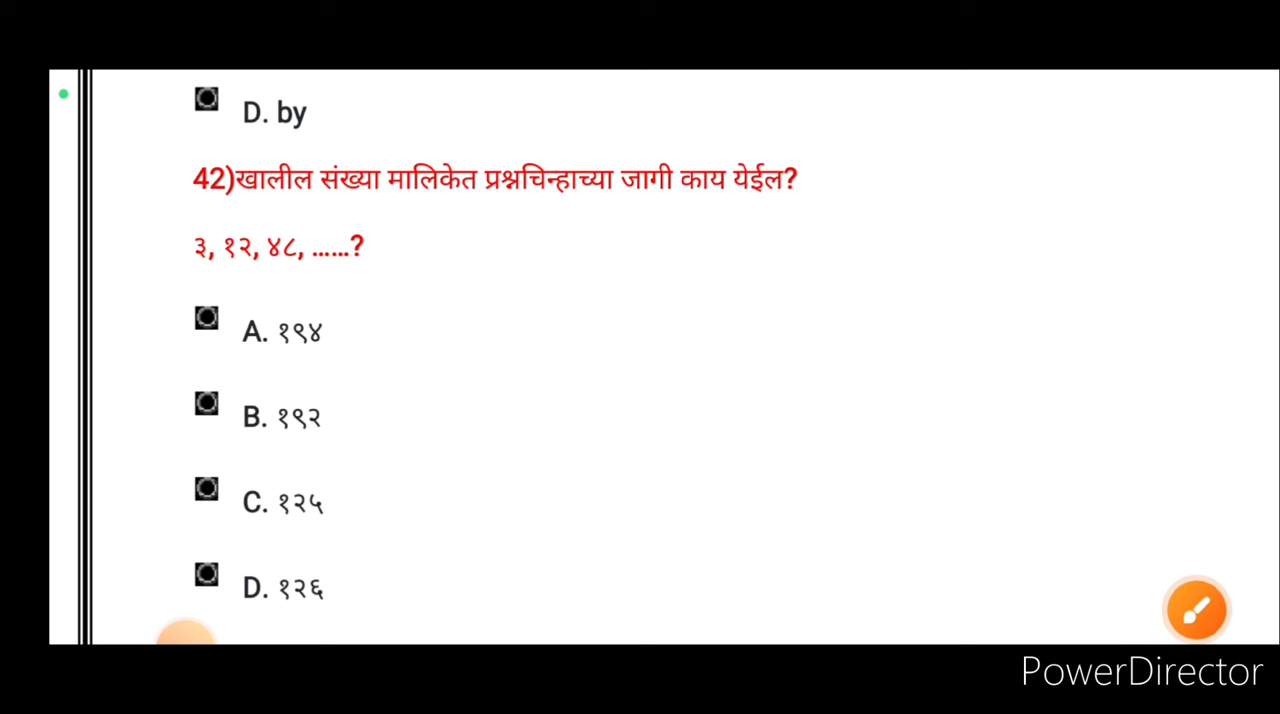 D. by
42)खालील संख्या मालिकेत प्रश्नचिन्हाच्या जागी काय येईल?
३, १२, ४८, ......?
A. १९४
B. १९२
C. १२५
D. १२६
PowerDirector